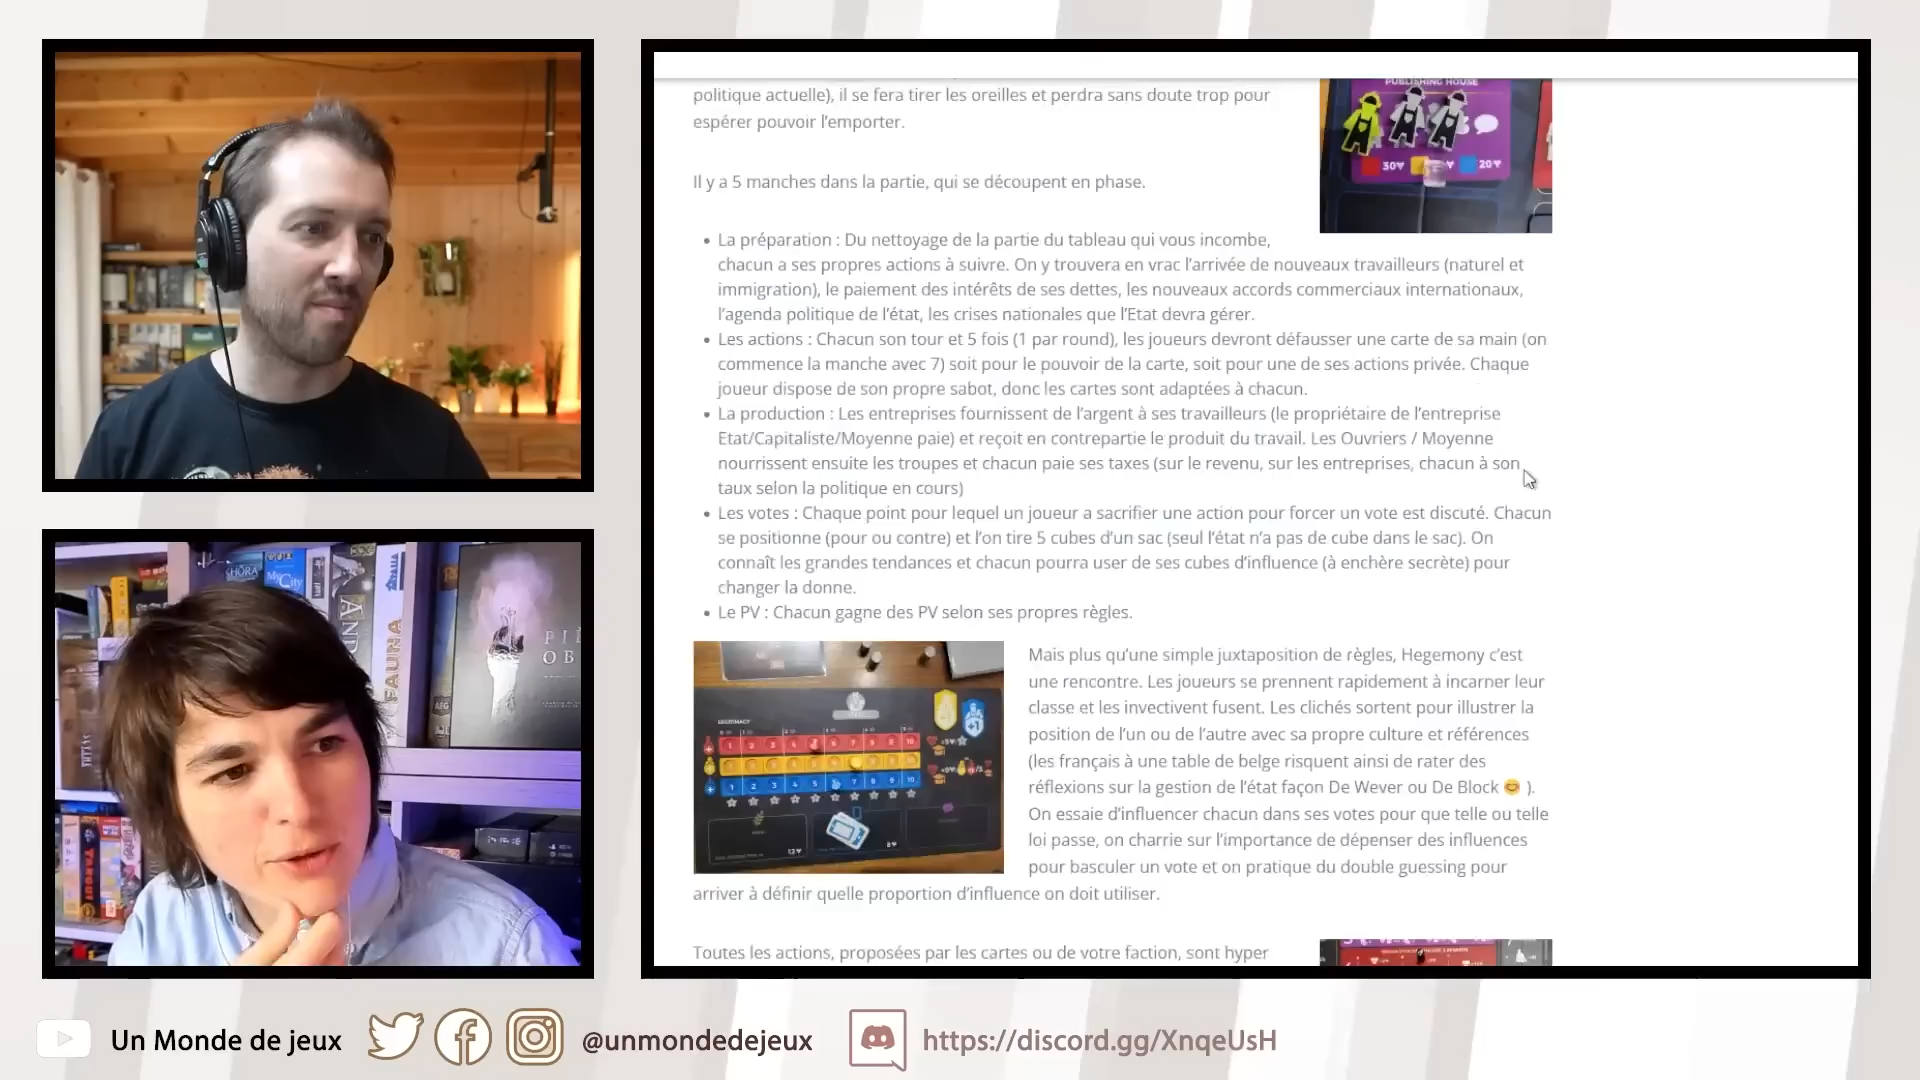 politique actuelle), il se fera tirer les oreilles et perdra sans doute trop pour
espérer pouvoir l'emporter.
PUBLISHING HOUSE
30
20
Il y a 5 manches dans la partie, qui se découpent en phase.
La préparation : Du nettoyage de la partie du tableau qui vous incombe,
chacun a ses propres actions à suivre. On y trouvera en vrac l'arrivée de nouveaux travailleurs (naturel et
immigration), le paiement des intérêts de ses dettes, les nouveaux accords commerciaux internationaux,
l'agenda politique de l'état, les crises nationales que l'Etat devra gérer.
Les actions : Chacun son tour et 5 fois (1 par round), les joueurs devront défausser une carte de sa main (on
commence la manche avec 7) soit pour le pouvoir de la carte, soit pour une de ses actions privée. Chaque
joueur dispose de son propre sabot, donc les cartes sont adaptées à chacun.
La production : Les entreprises fournissent de l'argent à ses travailleurs (le propriétaire de l'entreprise
Etat/Capitaliste/Moyenne paie) et reçoit en contrepartie le produit du travail. Les Ouvriers / Moyenne
nourrissent ensuite les troupes et chacun paie ses taxes (sur le revenu, sur les entreprises, chacun à son
taux selon la politique en cours)
Les votes : Chaque point pour lequel un joueur a sacrifier une action pour forcer un vote est discuté. Chacun
se positionne (pour ou contre) et l'on tire 5 cubes d'un sac (seul l'état n'a pas de cube dans le sac). On
connaît les grandes tendances et chacun pourra user de ses cubes d'influence (à enchère secrète) pour
changer la donne.
Le PV : Chacun gagne des PV selon ses propres règles.
LEGITIMACY
Mais plus qu'une simple juxtaposition de règles, Hegemony c'est
une rencontre. Les joueurs se prennent rapidement à incarner leur
classe et les invectivent fusent. Les clichés sortent pour illustrer la
position de l'un ou de l'autre avec sa propre culture et références
(les français à une table de belge risquent ainsi de rater des
réflexions sur la gestion de l'état façon De Wever ou De Block 😊 ).
On essaie d'influencer chacun dans ses votes pour que telle ou telle
loi passe, on charrie sur l'importance de dépenser des influences
pour basculer un vote et on pratique du double guessing pour
arriver à définir quelle proportion d'influence on doit utiliser.
Toutes les actions, proposées par les cartes ou de votre faction, sont hyper
KHÔRA
My City
AND
FAUNA
AEG
Un Monde de jeux
@unmondedejeux
https://discord.gg/XnqeUsH